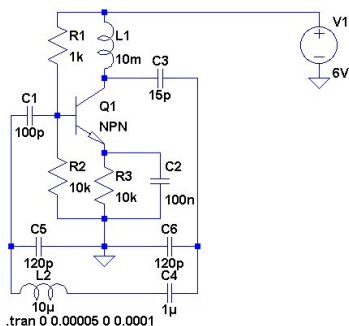 V1
R1
1k
L1
10m
C3
15p
6V
C1
100p
Q1
NPN
R2
10k
R3
10k
C2
100n
C5
120p
C6
120p
L2
10µ
C4
1µ
.tran 0 0.00005 0 0.0001